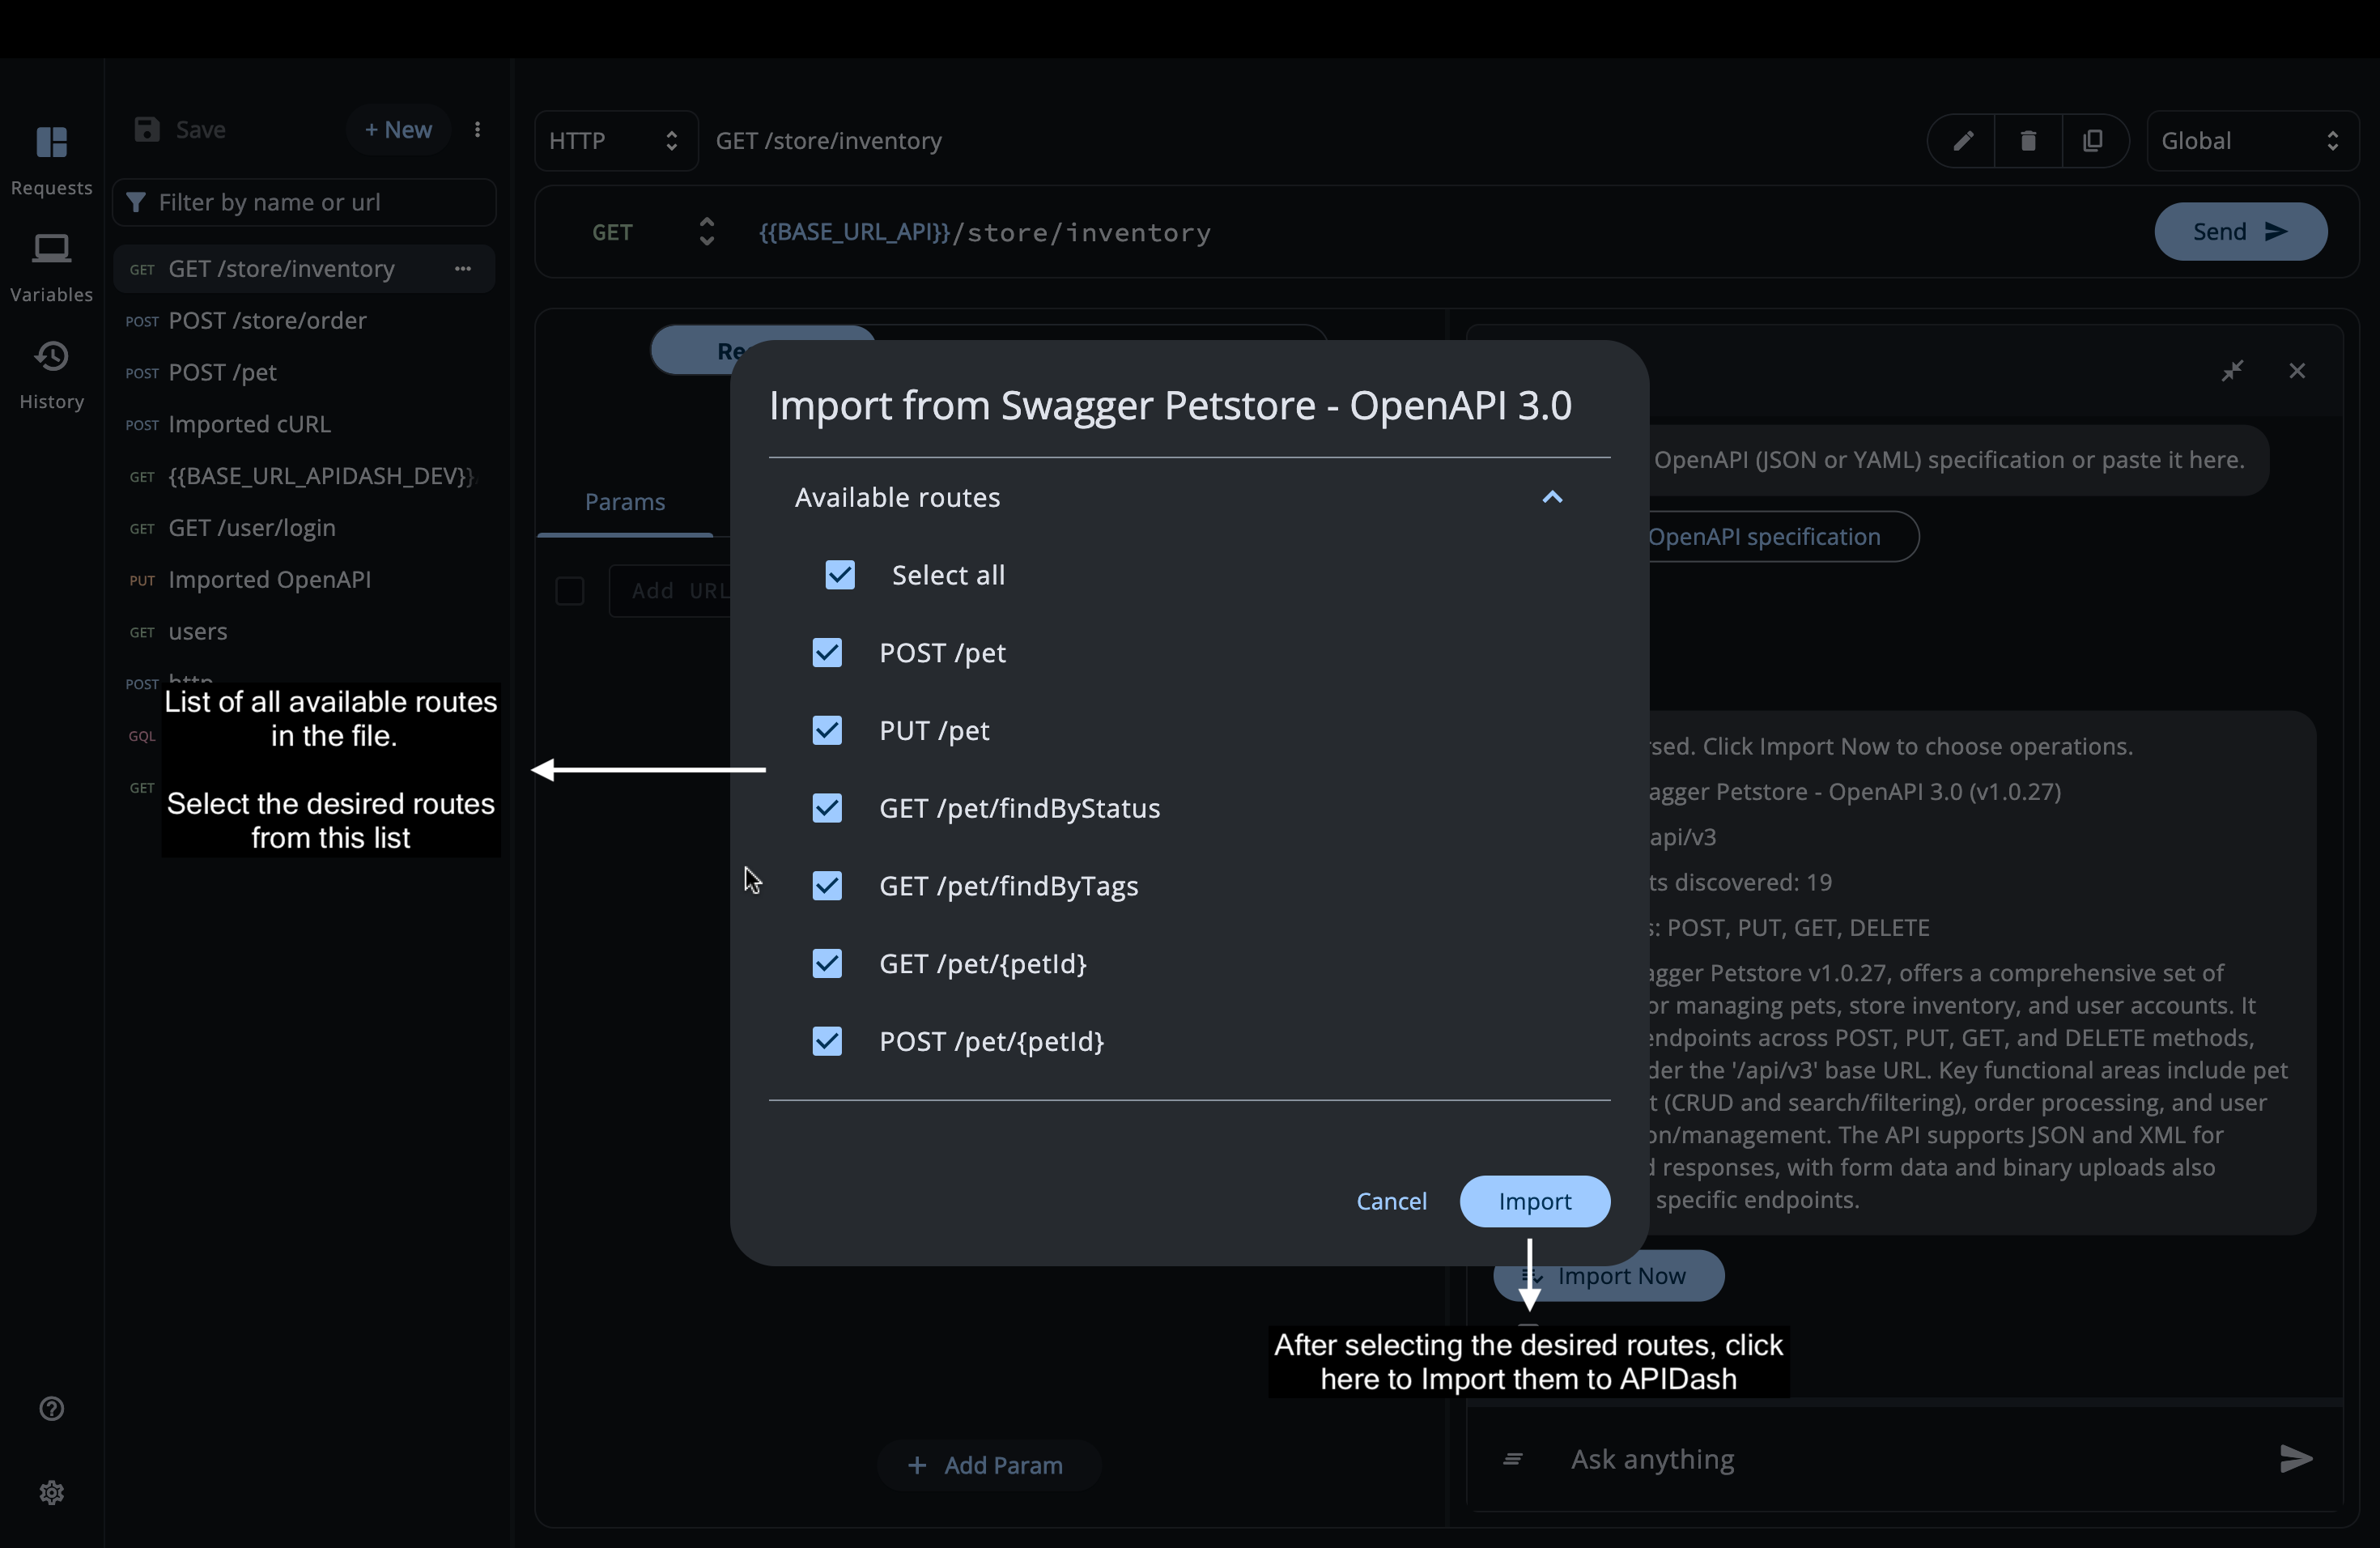 Save
+ New
HTTP
GET /store/inventory
Global
Requests
Filter by name or url
GET
{{BASE_URL_API}}/store/inventory
Send
Variables
GET GET /store/inventory
POST POST /store/order
POST POST /pet
History
POST Imported cURL
GET {{BASE_URL_APIDASH_DEV}}
GET GET /user/login
PUT Imported OpenAPI
GET users
POST http
GQL
GET
List of all available routes
in the file.
Select the desired routes
from this list
Params
Add URL
Import from Swagger Petstore - OpenAPI 3.0
Available routes
Select all
POST /pet
PUT /pet
GET /pet/findByStatus
GET /pet/findByTags
GET /pet/{petId}
POST /pet/{petId}
Cancel
Import
OpenAPI (JSON or YAML) specification or paste it here.
OpenAPI specification
Click Import Now to choose operations.
Petstore - OpenAPI 3.0 (v1.0.27)
api/v3
discovered: 19
POST, PUT, GET, DELETE
Petstore v1.0.27, offers a comprehensive set of
managing pets, store inventory, and user accounts. It
endpoints across POST, PUT, GET, and DELETE methods,
the '/api/v3' base URL. Key functional areas include pet
(CRUD and search/filtering), order processing, and user
/management. The API supports JSON and XML for
responses, with form data and binary uploads also
specific endpoints.
Import Now
After selecting the desired routes, click
here to Import them to APIDash
+ Add Param
Ask anything